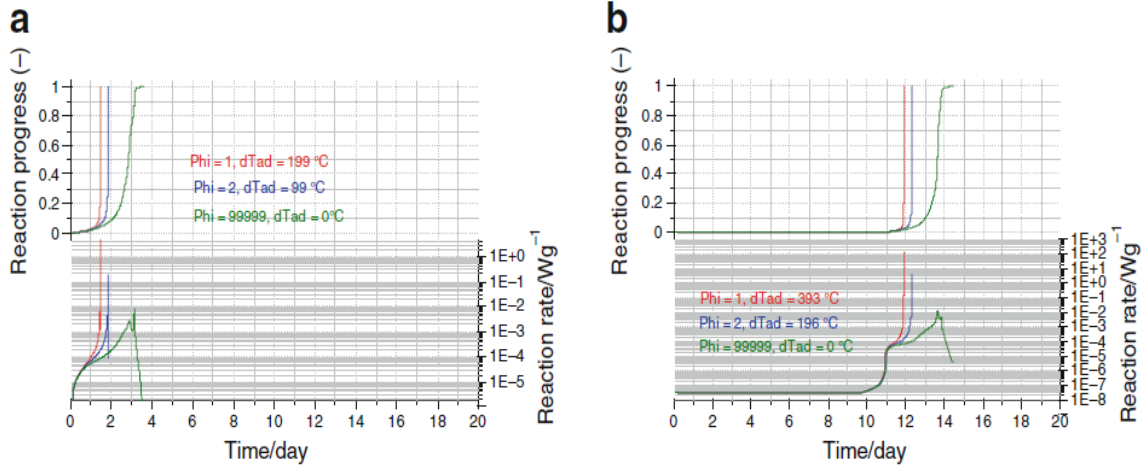 a
Reaction progress (−)
1
0.8
0.6
0.4
0.2
0
Phi = 1, dTad = 199 °C
Phi = 2, dTad = 99 °C
Phi = 99999, dTad = 0°C
1E+0
1E−1
1E−2
1E−3
1E−4
1E−5
Reaction rate/Wg−1
0 2 4 6 8 10 12 14 16 18 20
Time/day
b
Reaction progress (−)
1
0.8
0.6
0.4
0.2
0
1E+3
1E+2
1E+1
1E+0
1E−1
1E−2
1E−3
1E−4
1E−5
1E−6
1E−7
1E−8
Reaction rate/Wg−1
Phi = 1, dTad = 393 °C
Phi = 2, dTad = 196 °C
Phi = 99999, dTad = 0 °C
0 2 4 6 8 10 12 14 16 18 20
Time/day